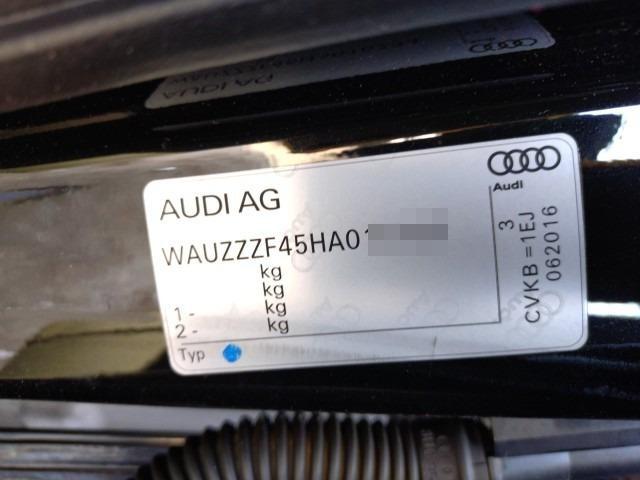 AUDI AG
Audi
WAUZZZF45HA01
kg
kg
1 - kg
2 - kg
Typ
3
CVKB = 1EJ
062016